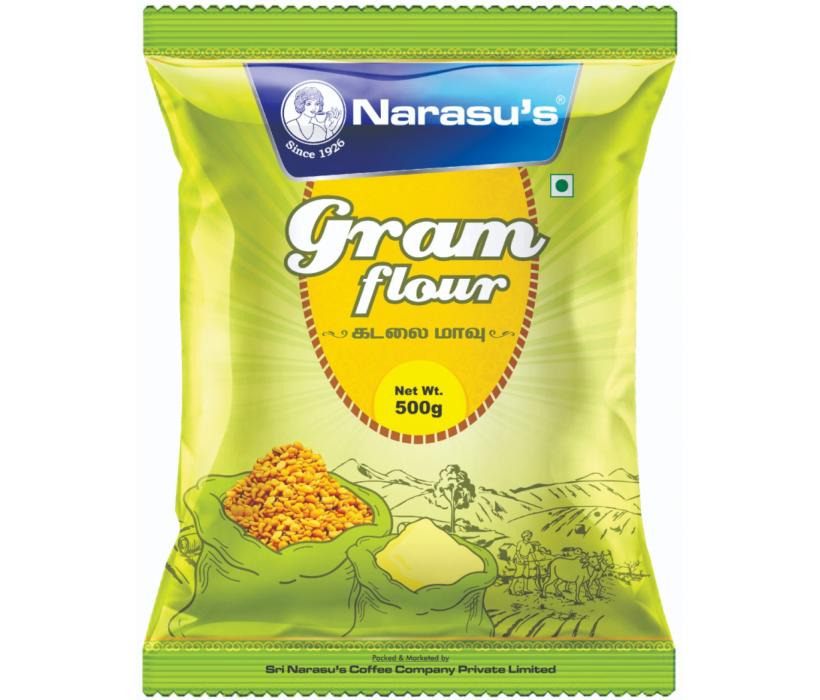 Narasu's®
Since 1926
Gram
flour
கடலை மாவு
Net Wt.
500g
Packed & Marketed by
Sri Narasu's Coffee Company Private Limited